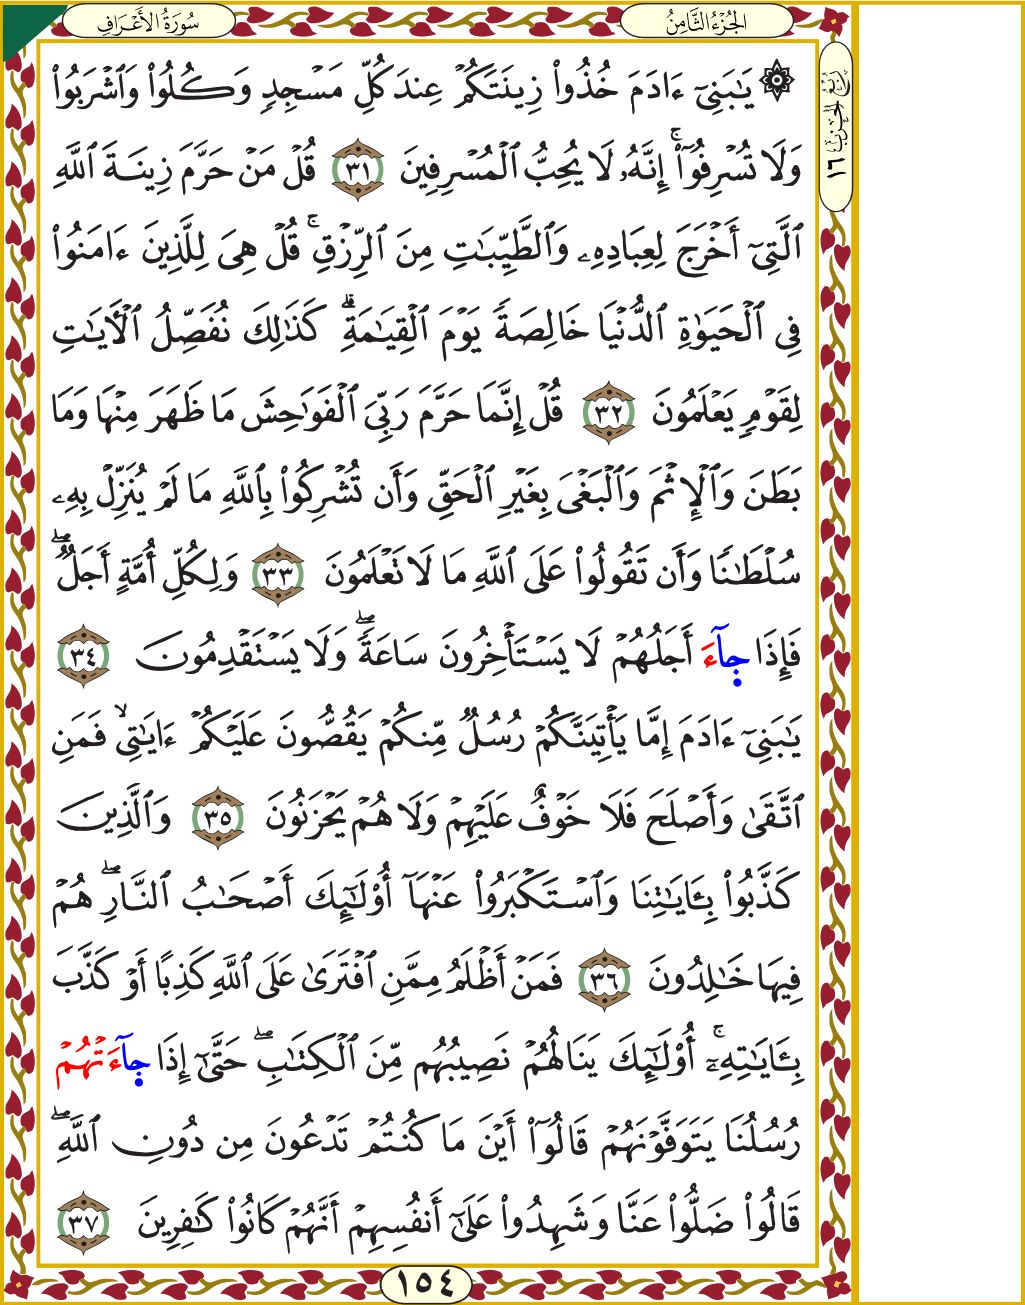 سُورَةُ الأَعْرَافِ
الجُزْءُ الثَّامِنُ
رُبْعُ الحِزْبِ ١٦
۞ يَٰبَنِىٓ ءَادَمَ خُذُوا۟ زِينَتَكُمْ عِندَ كُلِّ مَسْجِدٍ وَكُلُوا۟ وَٱشْرَبُوا۟
وَلَا تُسْرِفُوٓا۟ ۚ إِنَّهُۥ لَا يُحِبُّ ٱلْمُسْرِفِينَ ٣١ قُلْ مَنْ حَرَّمَ زِينَةَ ٱللَّهِ
ٱلَّتِىٓ أَخْرَجَ لِعِبَادِهِۦ وَٱلطَّيِّبَٰتِ مِنَ ٱلرِّزْقِ ۚ قُلْ هِىَ لِلَّذِينَ ءَامَنُوا۟
فِى ٱلْحَيَوٰةِ ٱلدُّنْيَا خَالِصَةً يَوْمَ ٱلْقِيَٰمَةِ ۗ كَذَٰلِكَ نُفَصِّلُ ٱلْءَايَٰتِ
لِقَوْمٍ يَعْلَمُونَ ٣٢ قُلْ إِنَّمَا حَرَّمَ رَبِّىَ ٱلْفَوَٰحِشَ مَا ظَهَرَ مِنْهَا وَمَا
بَطَنَ وَٱلْإِثْمَ وَٱلْبَغْىَ بِغَيْرِ ٱلْحَقِّ وَأَن تُشْرِكُوا۟ بِٱللَّهِ مَا لَمْ يُنَزِّلْ بِهِۦ
سُلْطَٰنًا وَأَن تَقُولُوا۟ عَلَى ٱللَّهِ مَا لَا تَعْلَمُونَ ٣٣ وَلِكُلِّ أُمَّةٍ أَجَلٌ ۖ
فَإِذَا جَآءَ أَجَلُهُمْ لَا يَسْتَأْخِرُونَ سَاعَةً ۖ وَلَا يَسْتَقْدِمُونَ ٣٤
يَٰبَنِىٓ ءَادَمَ إِمَّا يَأْتِيَنَّكُمْ رُسُلٌ مِّنكُمْ يَقُصُّونَ عَلَيْكُمْ ءَايَٰتِى ۙ فَمَنِ
ٱتَّقَىٰ وَأَصْلَحَ فَلَا خَوْفٌ عَلَيْهِمْ وَلَا هُمْ يَحْزَنُونَ ٣٥ وَٱلَّذِينَ
كَذَّبُوا۟ بِـَٔايَٰتِنَا وَٱسْتَكْبَرُوا۟ عَنْهَآ أُو۟لَٰٓئِكَ أَصْحَٰبُ ٱلنَّارِ ۖ هُمْ
فِيهَا خَٰلِدُونَ ٣٦ فَمَنْ أَظْلَمُ مِمَّنِ ٱفْتَرَىٰ عَلَى ٱللَّهِ كَذِبًا أَوْ كَذَّبَ
بِـَٔايَٰتِهِۦٓ ۚ أُو۟لَٰٓئِكَ يَنَالُهُمْ نَصِيبُهُم مِّنَ ٱلْكِتَٰبِ ۖ حَتَّىٰٓ إِذَا جَآءَتْهُمْ
رُسُلُنَا يَتَوَفَّوْنَهُمْ قَالُوٓا۟ أَيْنَ مَا كُنتُمْ تَدْعُونَ مِن دُونِ ٱللَّهِ ۖ
قَالُوا۟ ضَلُّوا۟ عَنَّا وَشَهِدُوا۟ عَلَىٰٓ أَنفُسِهِمْ أَنَّهُمْ كَانُوا۟ كَٰفِرِينَ ٣٧
١٥٤